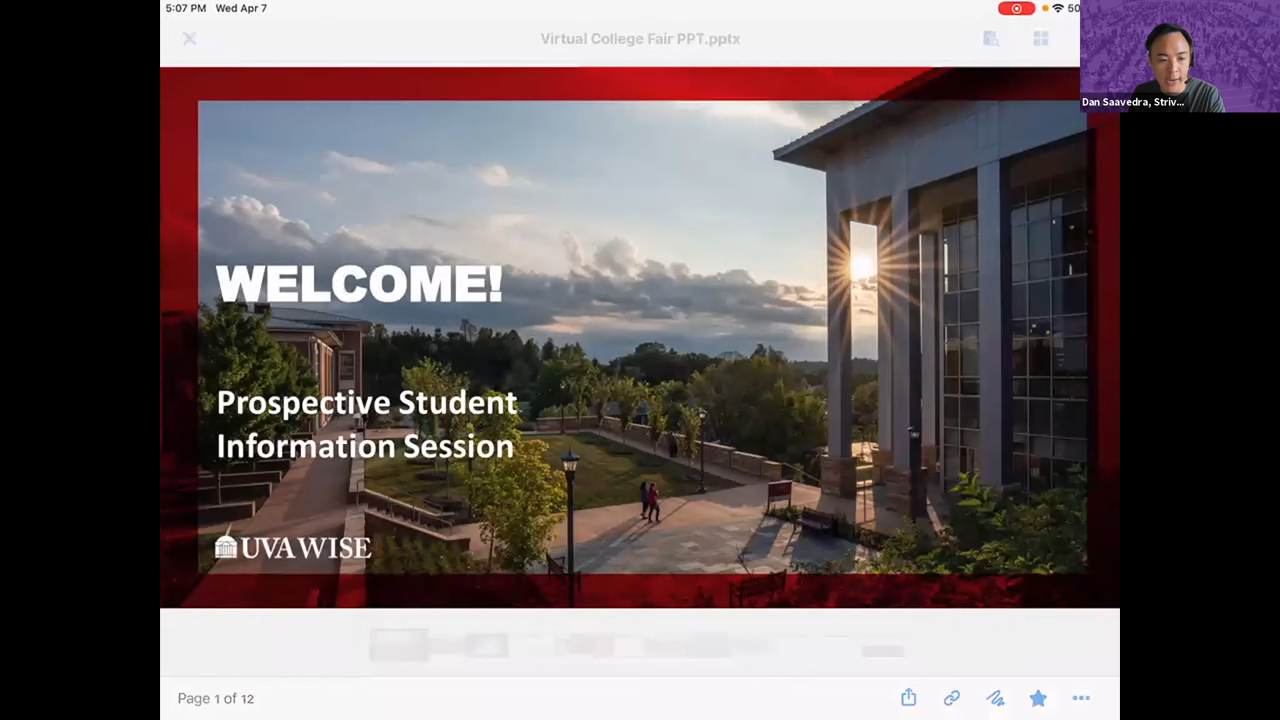 5:07 PM Wed Apr 7
50
Virtual College Fair PPT.pptx
Dan Saavedra, Striv...
WELCOME!
Prospective Student
Information Session
UVA WISE
Page 1 of 12